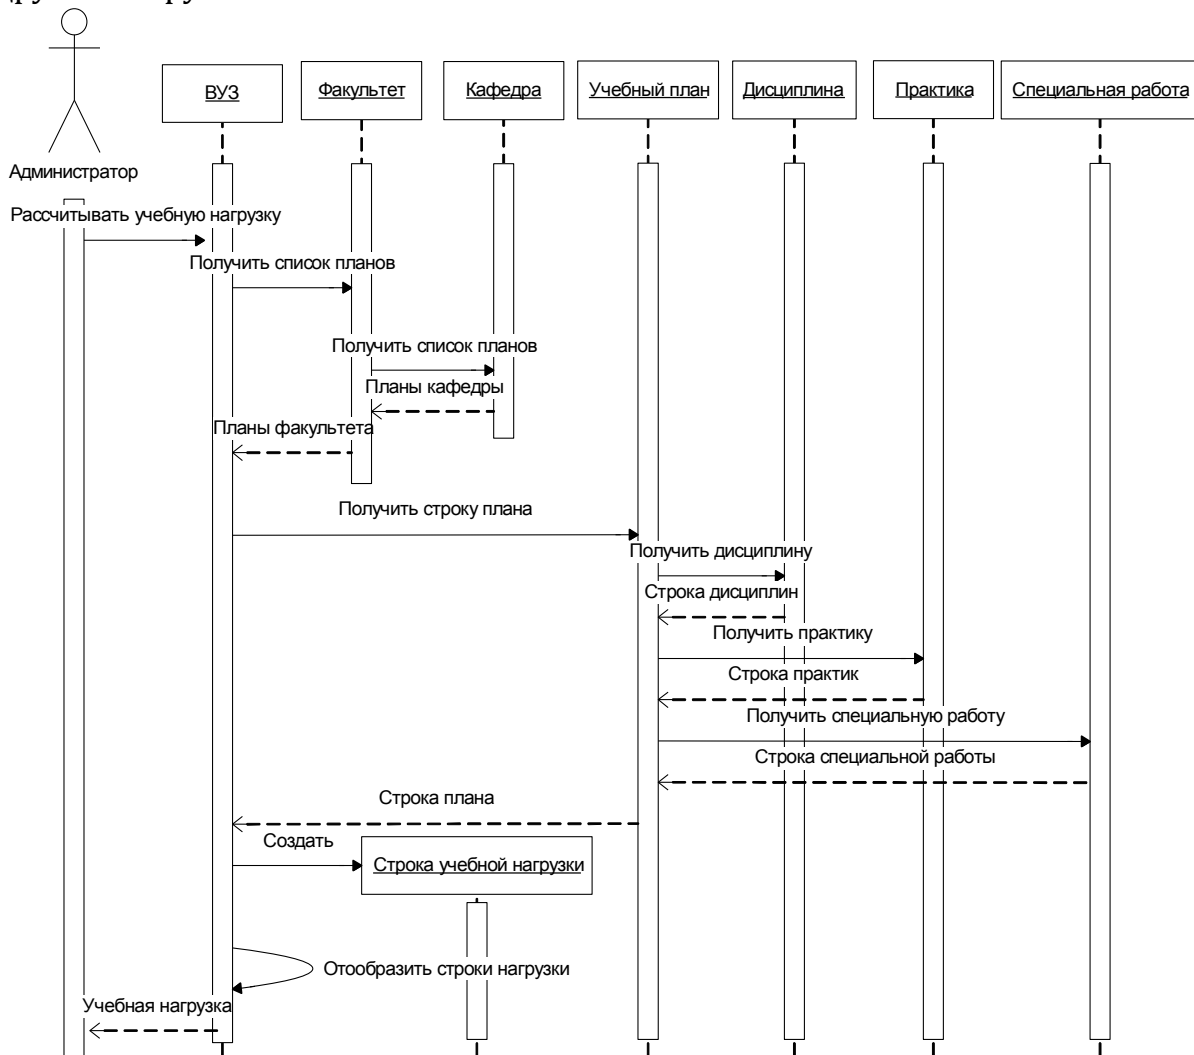 ВУЗ
Факультет
Кафедра
Учебный план
Дисциплина
Практика
Специальная работа
Администратор
Рассчитывать учебную нагрузку
Получить список планов
Получить список планов
Планы кафедры
Планы факультета
Получить строку плана
Получить дисциплину
Строка дисциплин
Получить практику
Строка практик
Получить специальную работу
Строка специальной работы
Строка плана
Создать
Строка учебной нагрузки
Отообразить строки нагрузки
Учебная нагрузка